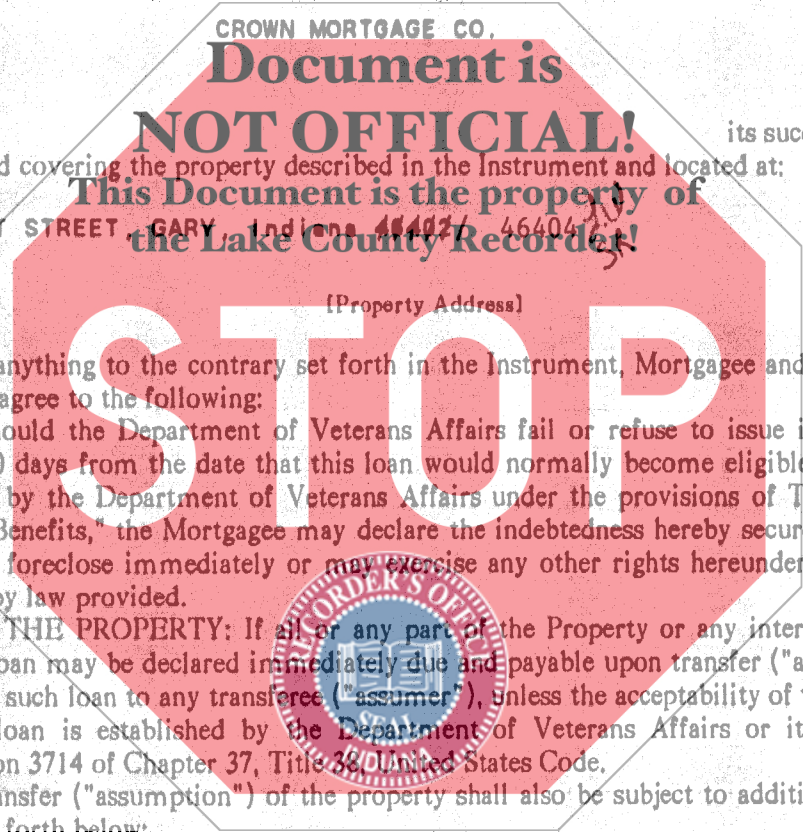 CROWN MORTGAGE CO.
Document is
NOT OFFICIAL!
its suc
d covering the property described in the Instrument and located at:
This Document is the property of
T STREET, GARY, Indiana 46404
the Lake County Recorder!
[Property Address]
STOP
anything to the contrary set forth in the Instrument, Mortgagee and
agree to the following:
ould the Department of Veterans Affairs fail or refuse to issue i
) days from the date that this loan would normally become eligible
by the Department of Veterans Affairs under the provisions of T
Benefits," the Mortgagee may declare the indebtedness hereby secur
foreclose immediately or may exercise any other rights hereunder
by law provided.
THE PROPERTY: If all or any part of the Property or any inter
oan may be declared immediately due and payable upon transfer ("a
such loan to any transferee ("assumer"), unless the acceptability of
loan is established by the Department of Veterans Affairs or it
on 3714 of Chapter 37, Title 38, United States Code.
ansfer ("assumption") of the property shall also be subject to additi
forth below:
RECORDER'S OFFIC
SEAL
INDIANA